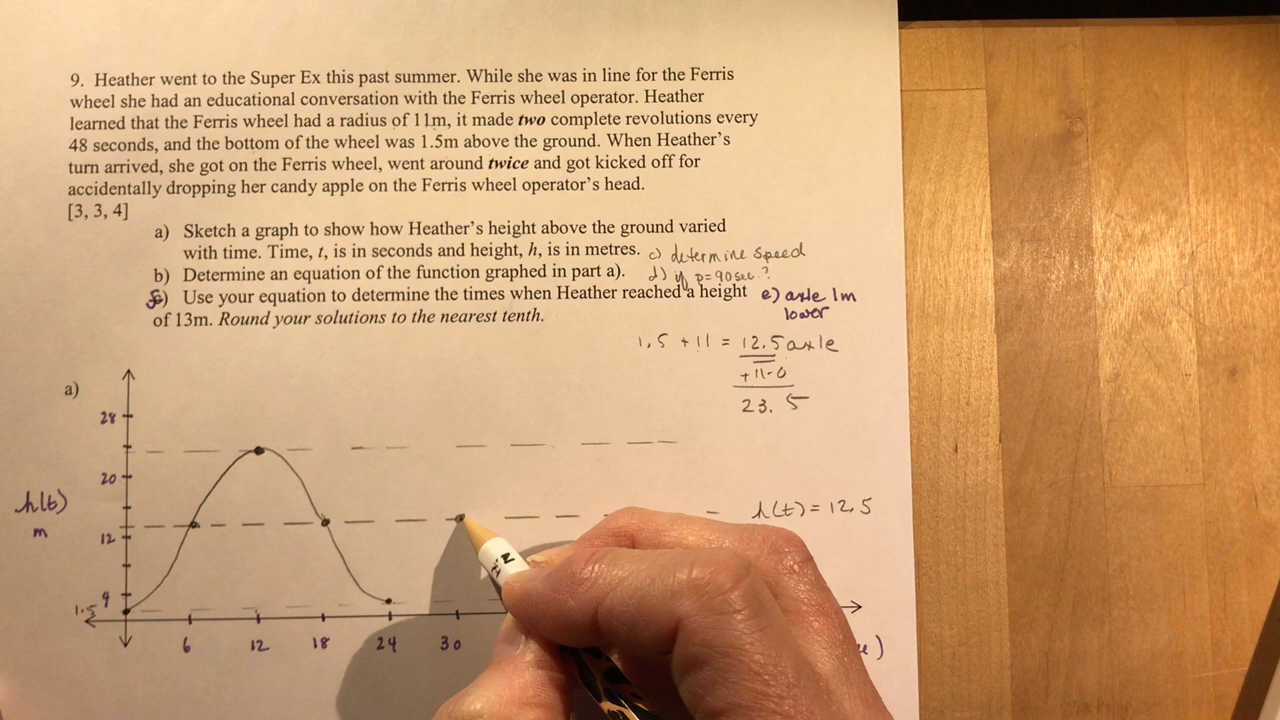 9. Heather went to the Super Ex this past summer. While she was in line for the Ferris
wheel she had an educational conversation with the Ferris wheel operator. Heather
learned that the Ferris wheel had a radius of 11m, it made two complete revolutions every
48 seconds, and the bottom of the wheel was 1.5m above the ground. When Heather's
turn arrived, she got on the Ferris wheel, went around twice and got kicked off for
accidentally dropping her candy apple on the Ferris wheel operator's head.
[3, 3, 4]
a) Sketch a graph to show how Heather's height above the ground varied
with time. Time, t, is in seconds and height, h, is in metres.
c) determine speed
b) Determine an equation of the function graphed in part a).
d) if p=90sec?
) Use your equation to determine the times when Heather reached a height
e) axle 1m
lower
of 13m. Round your solutions to the nearest tenth.
1.5 + 11 = 12.5 axle
+11.0
23.5
a)
28
20
h(t)
m
12
h(t) = 12.5
4
1.5
6 12 18 24 30